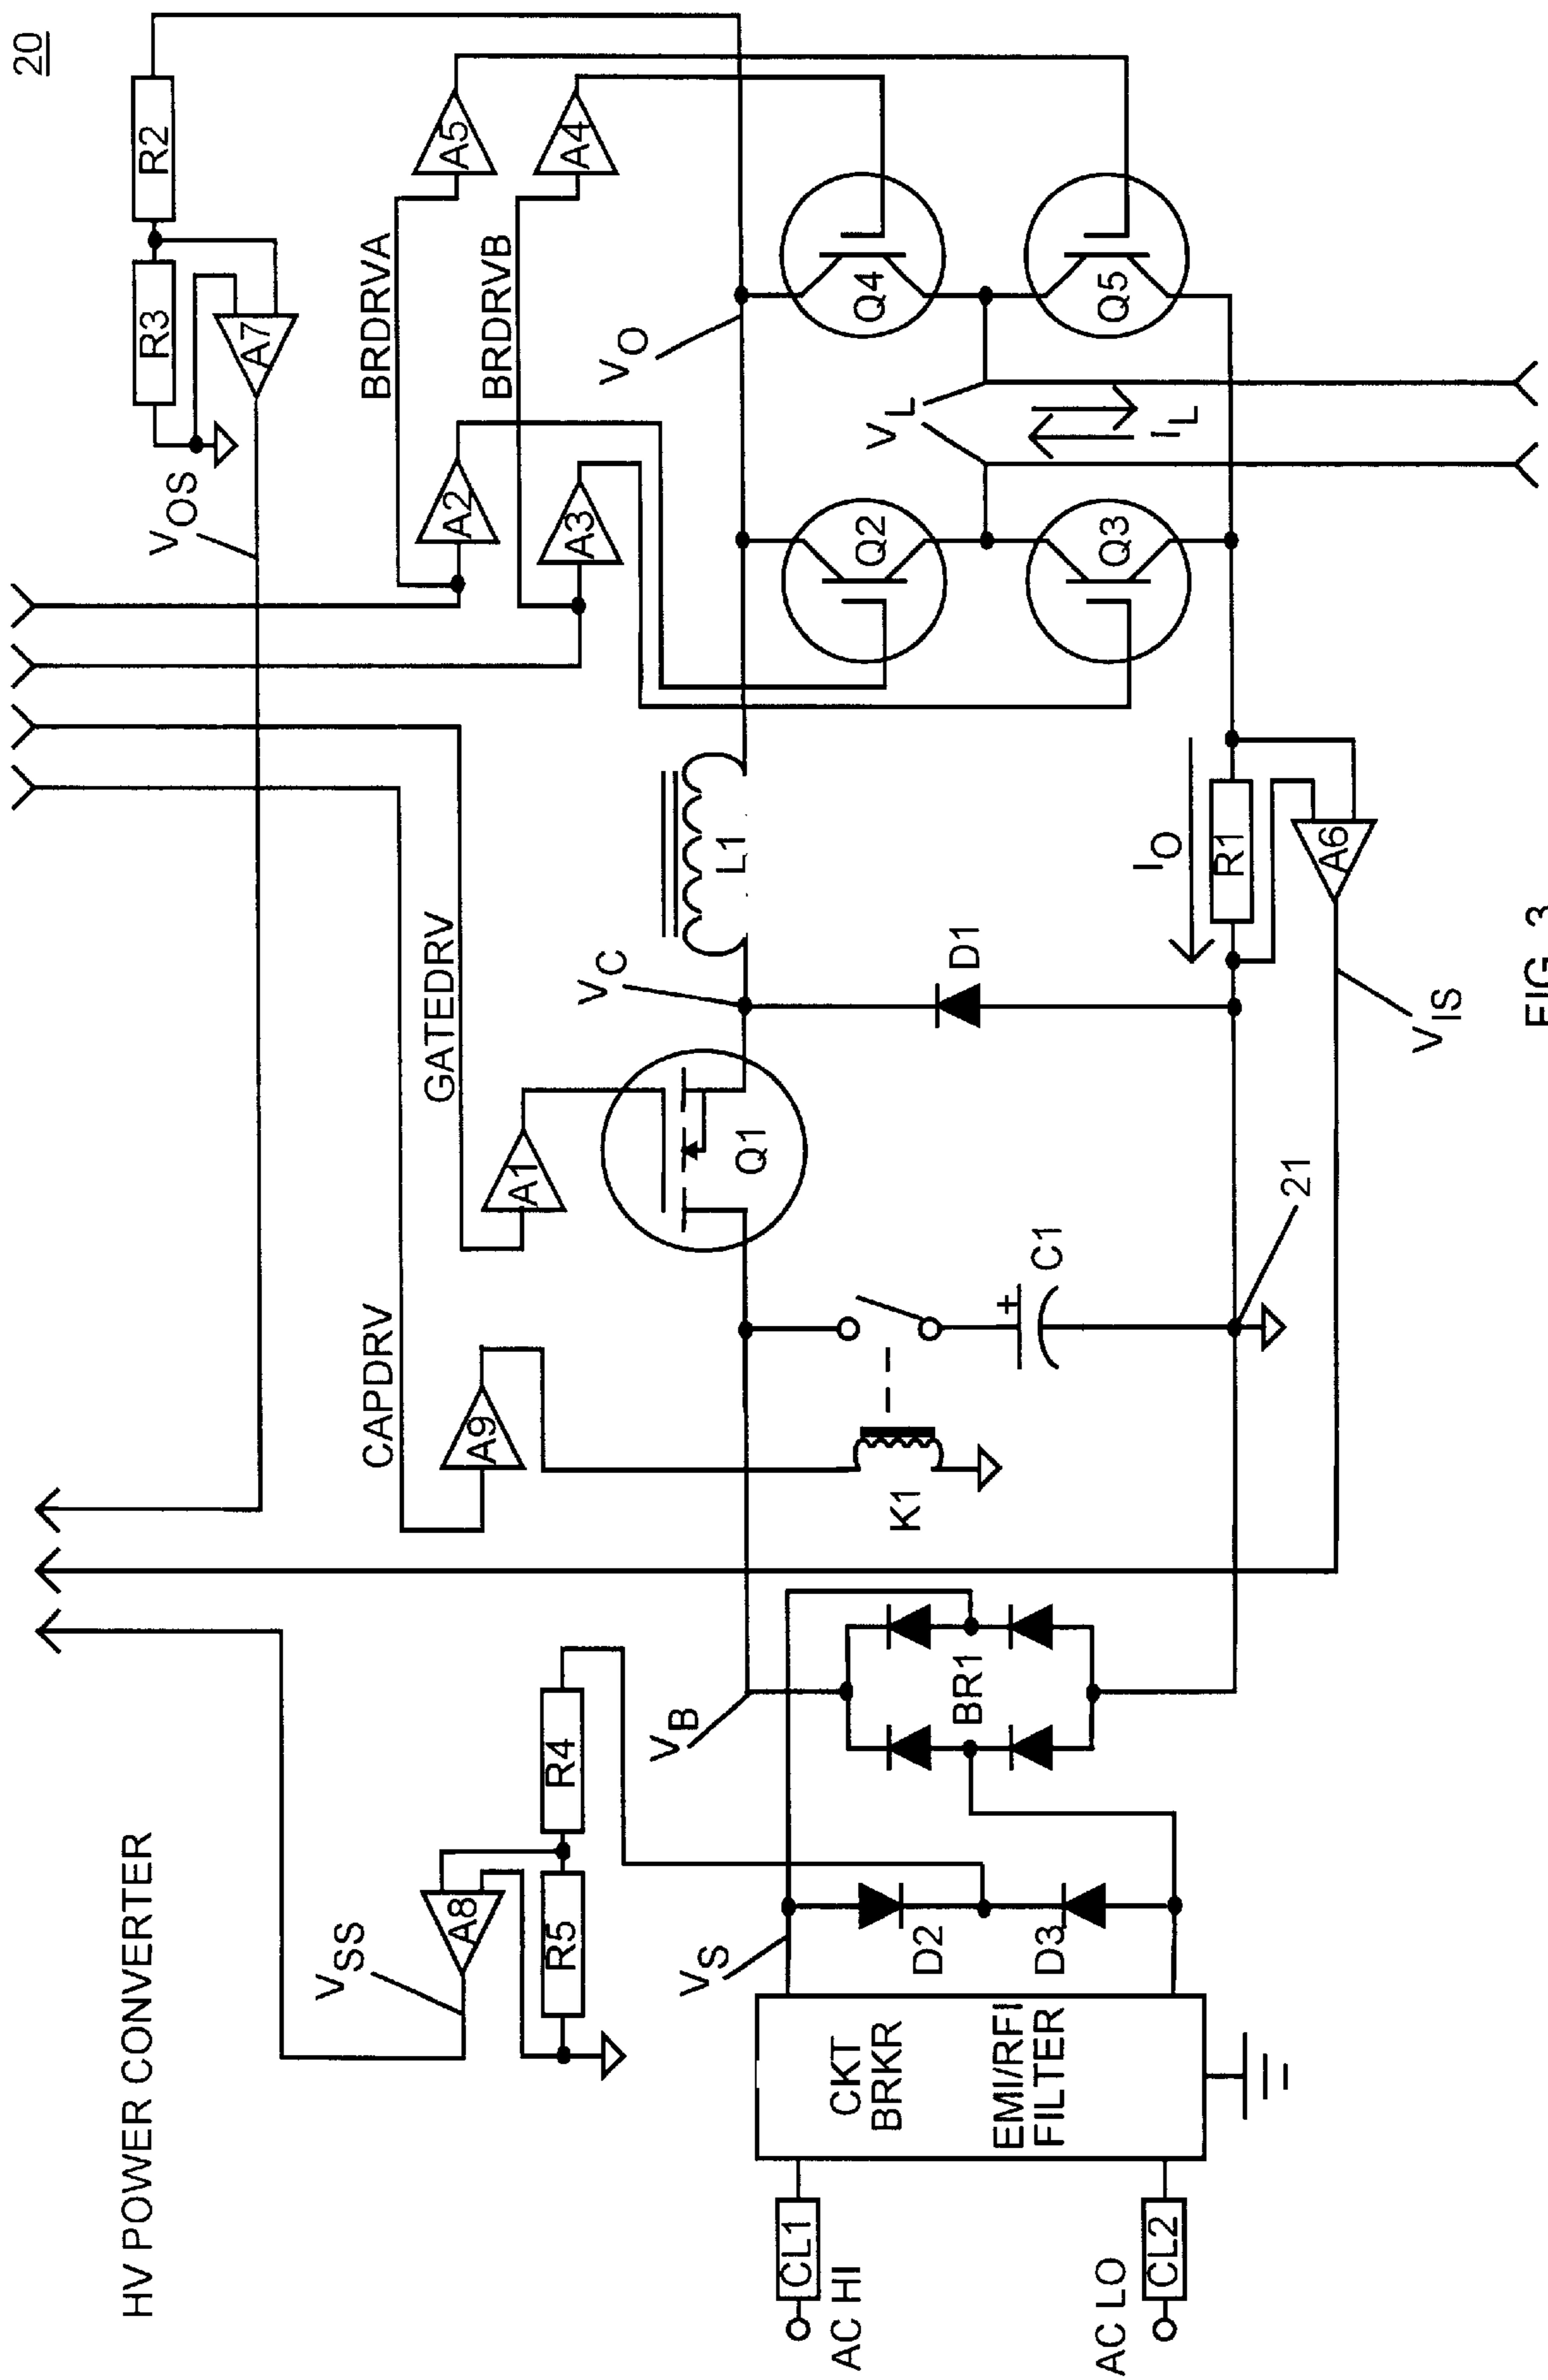 20
HV POWER CONVERTER
R3
R2
A7
VOS
VSS
A8
R5
R4
CAPDRV
A9
GATEDRV
A1
BRDRVA
BRDRVB
A2
A3
A5
A4
VS
VB
VC
VO
Q1
L1
Q2
Q4
VL
IL
Q3
Q5
CL1
AC HI
CKT
BRKR
EMI/RFI
FILTER
D2
D3
BR1
K1
C1
+
D1
21
IO
R1
A6
VIS
AC LO
CL2
FIG. 3